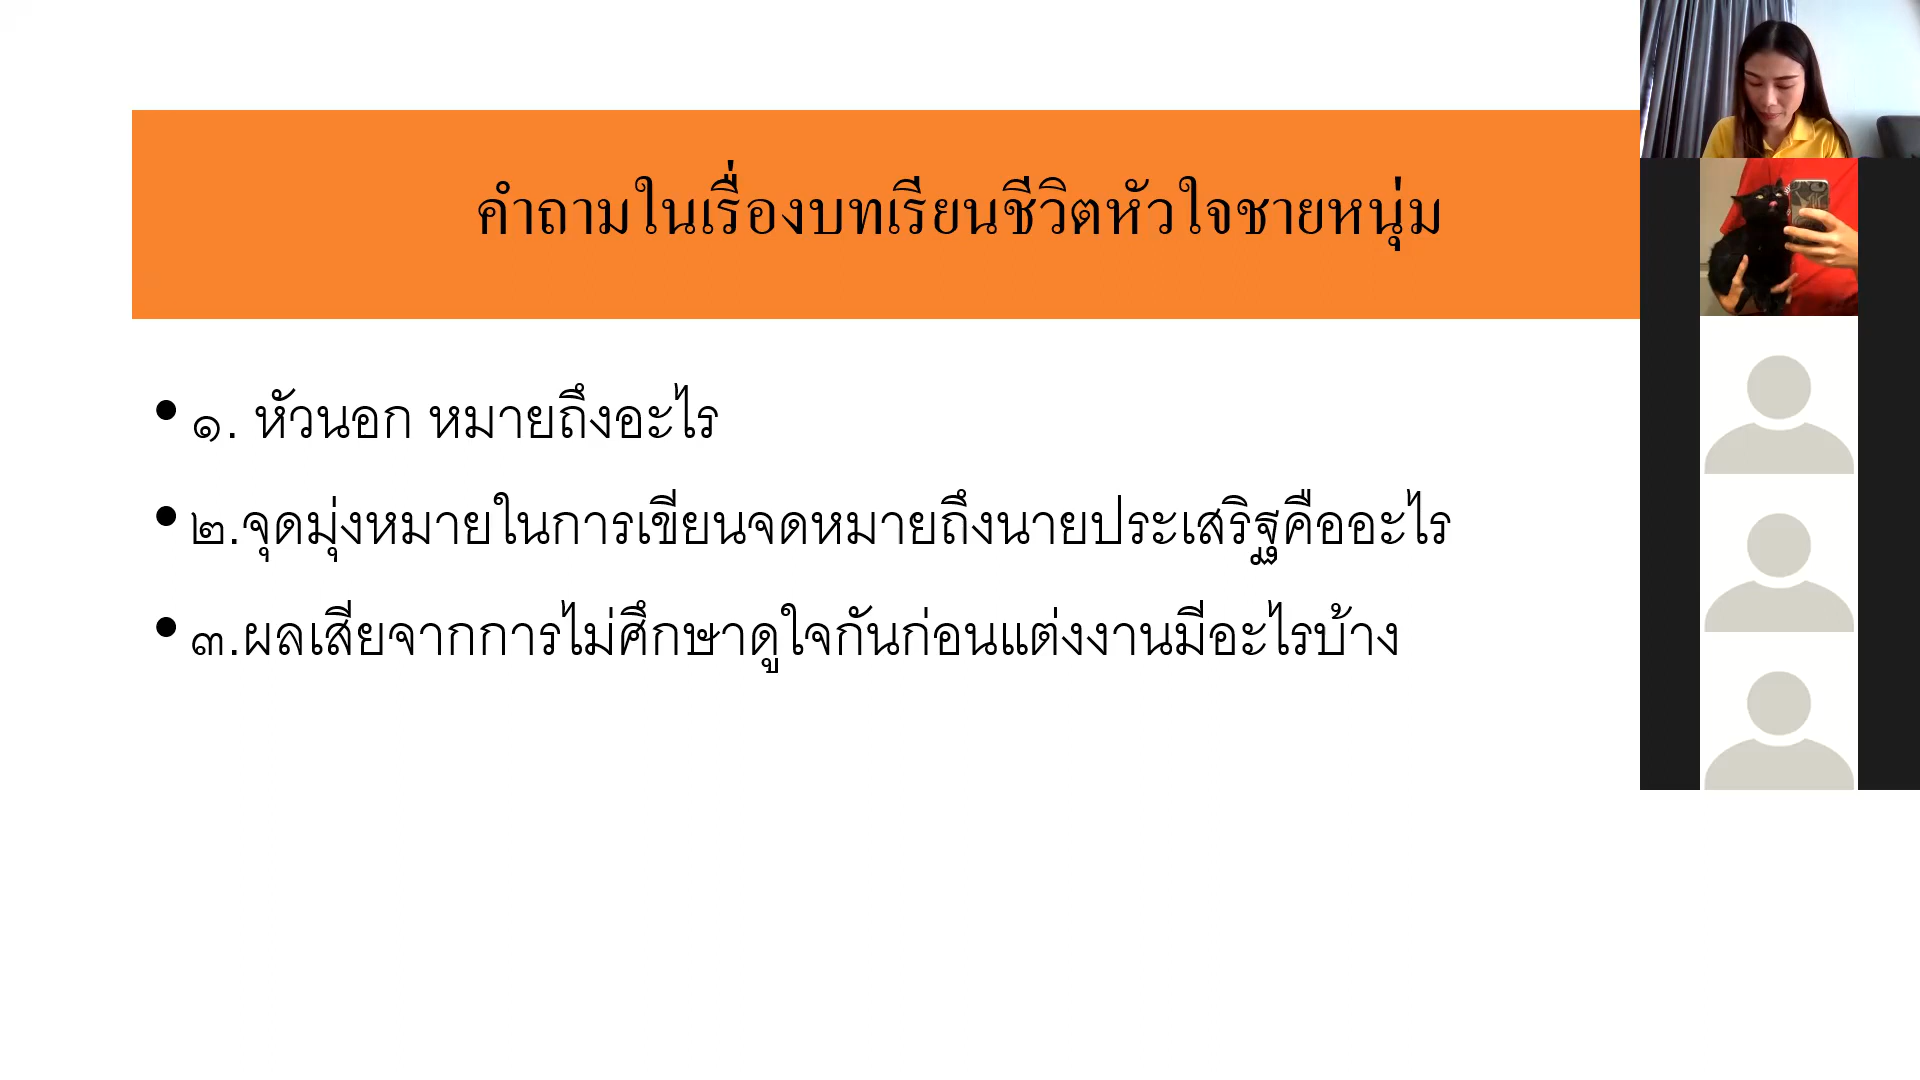 คำถามในเรื่องบทเรียนชีวิตหัวใจชายหนุ่ม
• ๑. หัวนอก หมายถึงอะไร
• ๒.จุดมุ่งหมายในการเขียนจดหมายถึงนายประเสริฐคืออะไร
• ๓.ผลเสียจากการไม่ศึกษาดูใจกันก่อนแต่งงานมีอะไรบ้าง